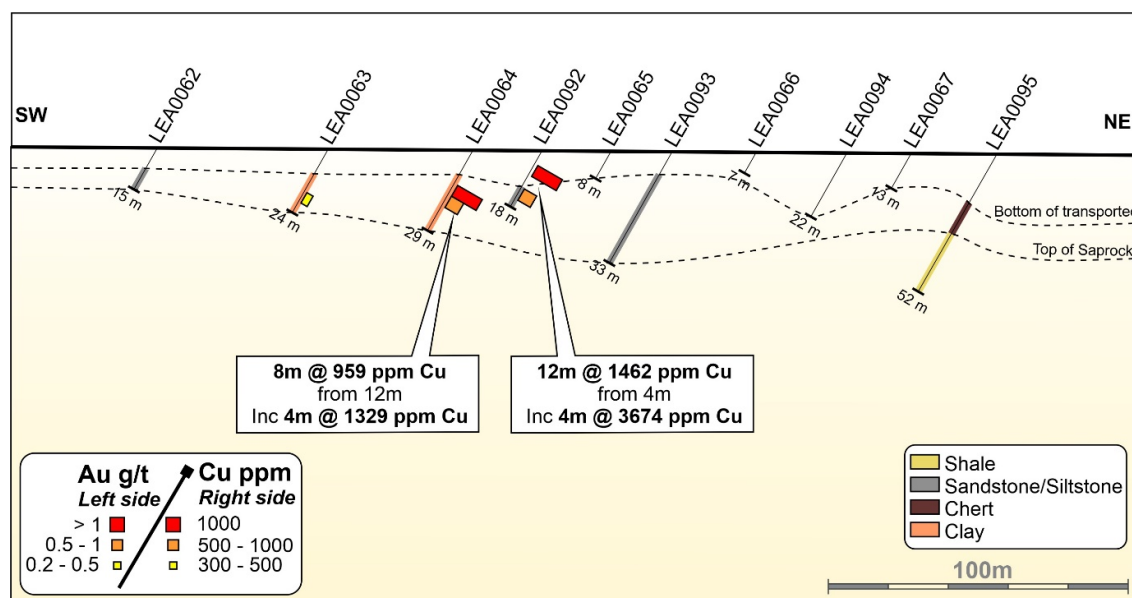 LEA0062
LEA0063
LEA0064
LEA0092
LEA0065
LEA0093
LEA0066
LEA0094
LEA0067
LEA0095
SW
NE
15 m
24 m
29 m
18 m
8 m
33 m
7 m
22 m
13 m
52 m
Bottom of transported
Top of Saprock
8m @ 959 ppm Cu
from 12m
Inc 4m @ 1329 ppm Cu
12m @ 1462 ppm Cu
from 4m
Inc 4m @ 3674 ppm Cu
Au g/t Cu ppm
Left side Right side
> 1 1000
0.5 - 1 500 - 1000
0.2 - 0.5 300 - 500
Shale
Sandstone/Siltstone
Chert
Clay
100m